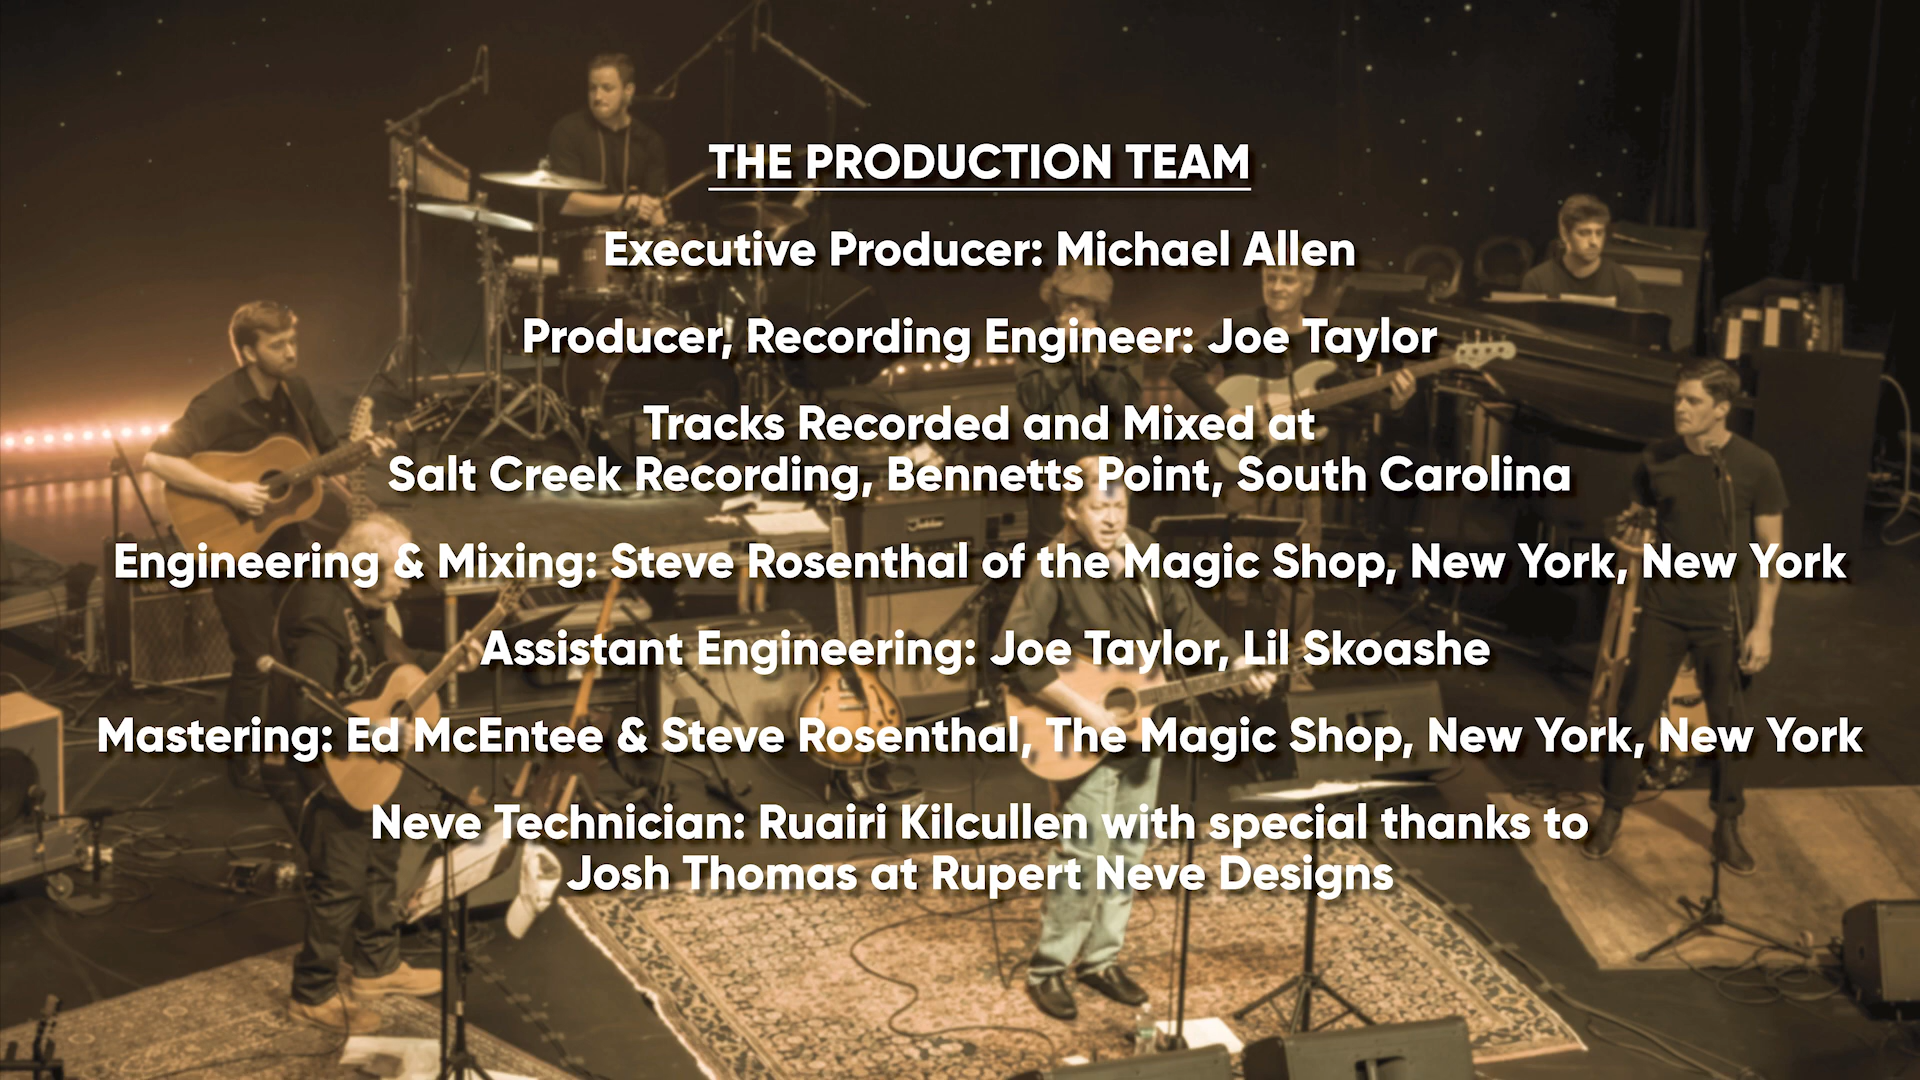 THE PRODUCTION TEAM
Executive Producer: Michael Allen
Producer, Recording Engineer: Joe Taylor
Tracks Recorded and Mixed at
Salt Creek Recording, Bennetts Point, South Carolina
Engineering & Mixing: Steve Rosenthal of the Magic Shop, New York, New York
Assistant Engineering: Joe Taylor, Lil Skoashe
Mastering: Ed McEntee & Steve Rosenthal, The Magic Shop, New York, New York
Neve Technician: Ruairi Kilcullen with special thanks to
Josh Thomas at Rupert Neve Designs